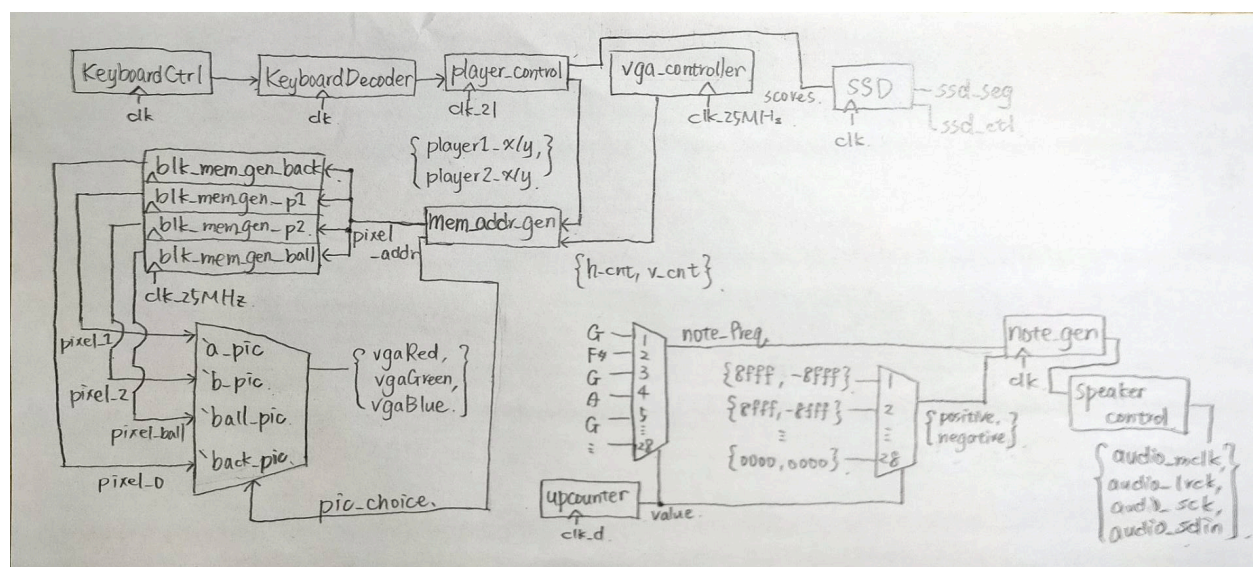 KeyboardCtrl
clk
KeyboardDecoder
clk
player_control
clk_21
vga_controller
clk_25MHz
scores.
SSD
clk
ssd_seg
ssd_ctl
{player1_x/y,
player2_x/y.}
blk_mem_gen_back
blk_mem_gen_p1
blk_mem_gen_p2.
blk_mem_gen_ball
clk_25MHz
pixel
_addr
mem_addr_gen
{h_cnt, v_cnt}
pixel_1
pixel_2
pixel_ball
pixel_0
`a_pic
`b_pic.
`ball_pic.
`back_pic.
{vgaRed,
vgaGreen,
vgaBlue.}
pic_choice.
G
F4
G
A
G
⋮
1
2
3
4
5
⋮
28
note_freq
upcounter
clk_d
value.
{8fff, -8fff}
{8fff, -8fff}
⋮
{0000, 0000}
1
2
⋮
28
{positive,
negative}
note_gen
clk
Speaker
control
{audio_mclk,
audio_lrck,
audio_sck,
audio_sdin}